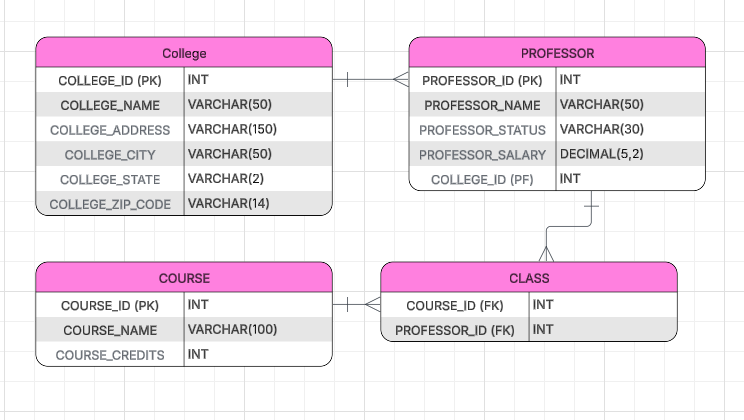 College
COLLEGE_ID (PK) INT
COLLEGE_NAME VARCHAR(50)
COLLEGE_ADDRESS VARCHAR(150)
COLLEGE_CITY VARCHAR(50)
COLLEGE_STATE VARCHAR(2)
COLLEGE_ZIP_CODE VARCHAR(14)
PROFESSOR
PROFESSOR_ID (PK) INT
PROFESSOR_NAME VARCHAR(50)
PROFESSOR_STATUS VARCHAR(30)
PROFESSOR_SALARY DECIMAL(5,2)
COLLEGE_ID (PF) INT
COURSE
COURSE_ID (PK) INT
COURSE_NAME VARCHAR(100)
COURSE_CREDITS INT
CLASS
COURSE_ID (FK) INT
PROFESSOR_ID (FK) INT